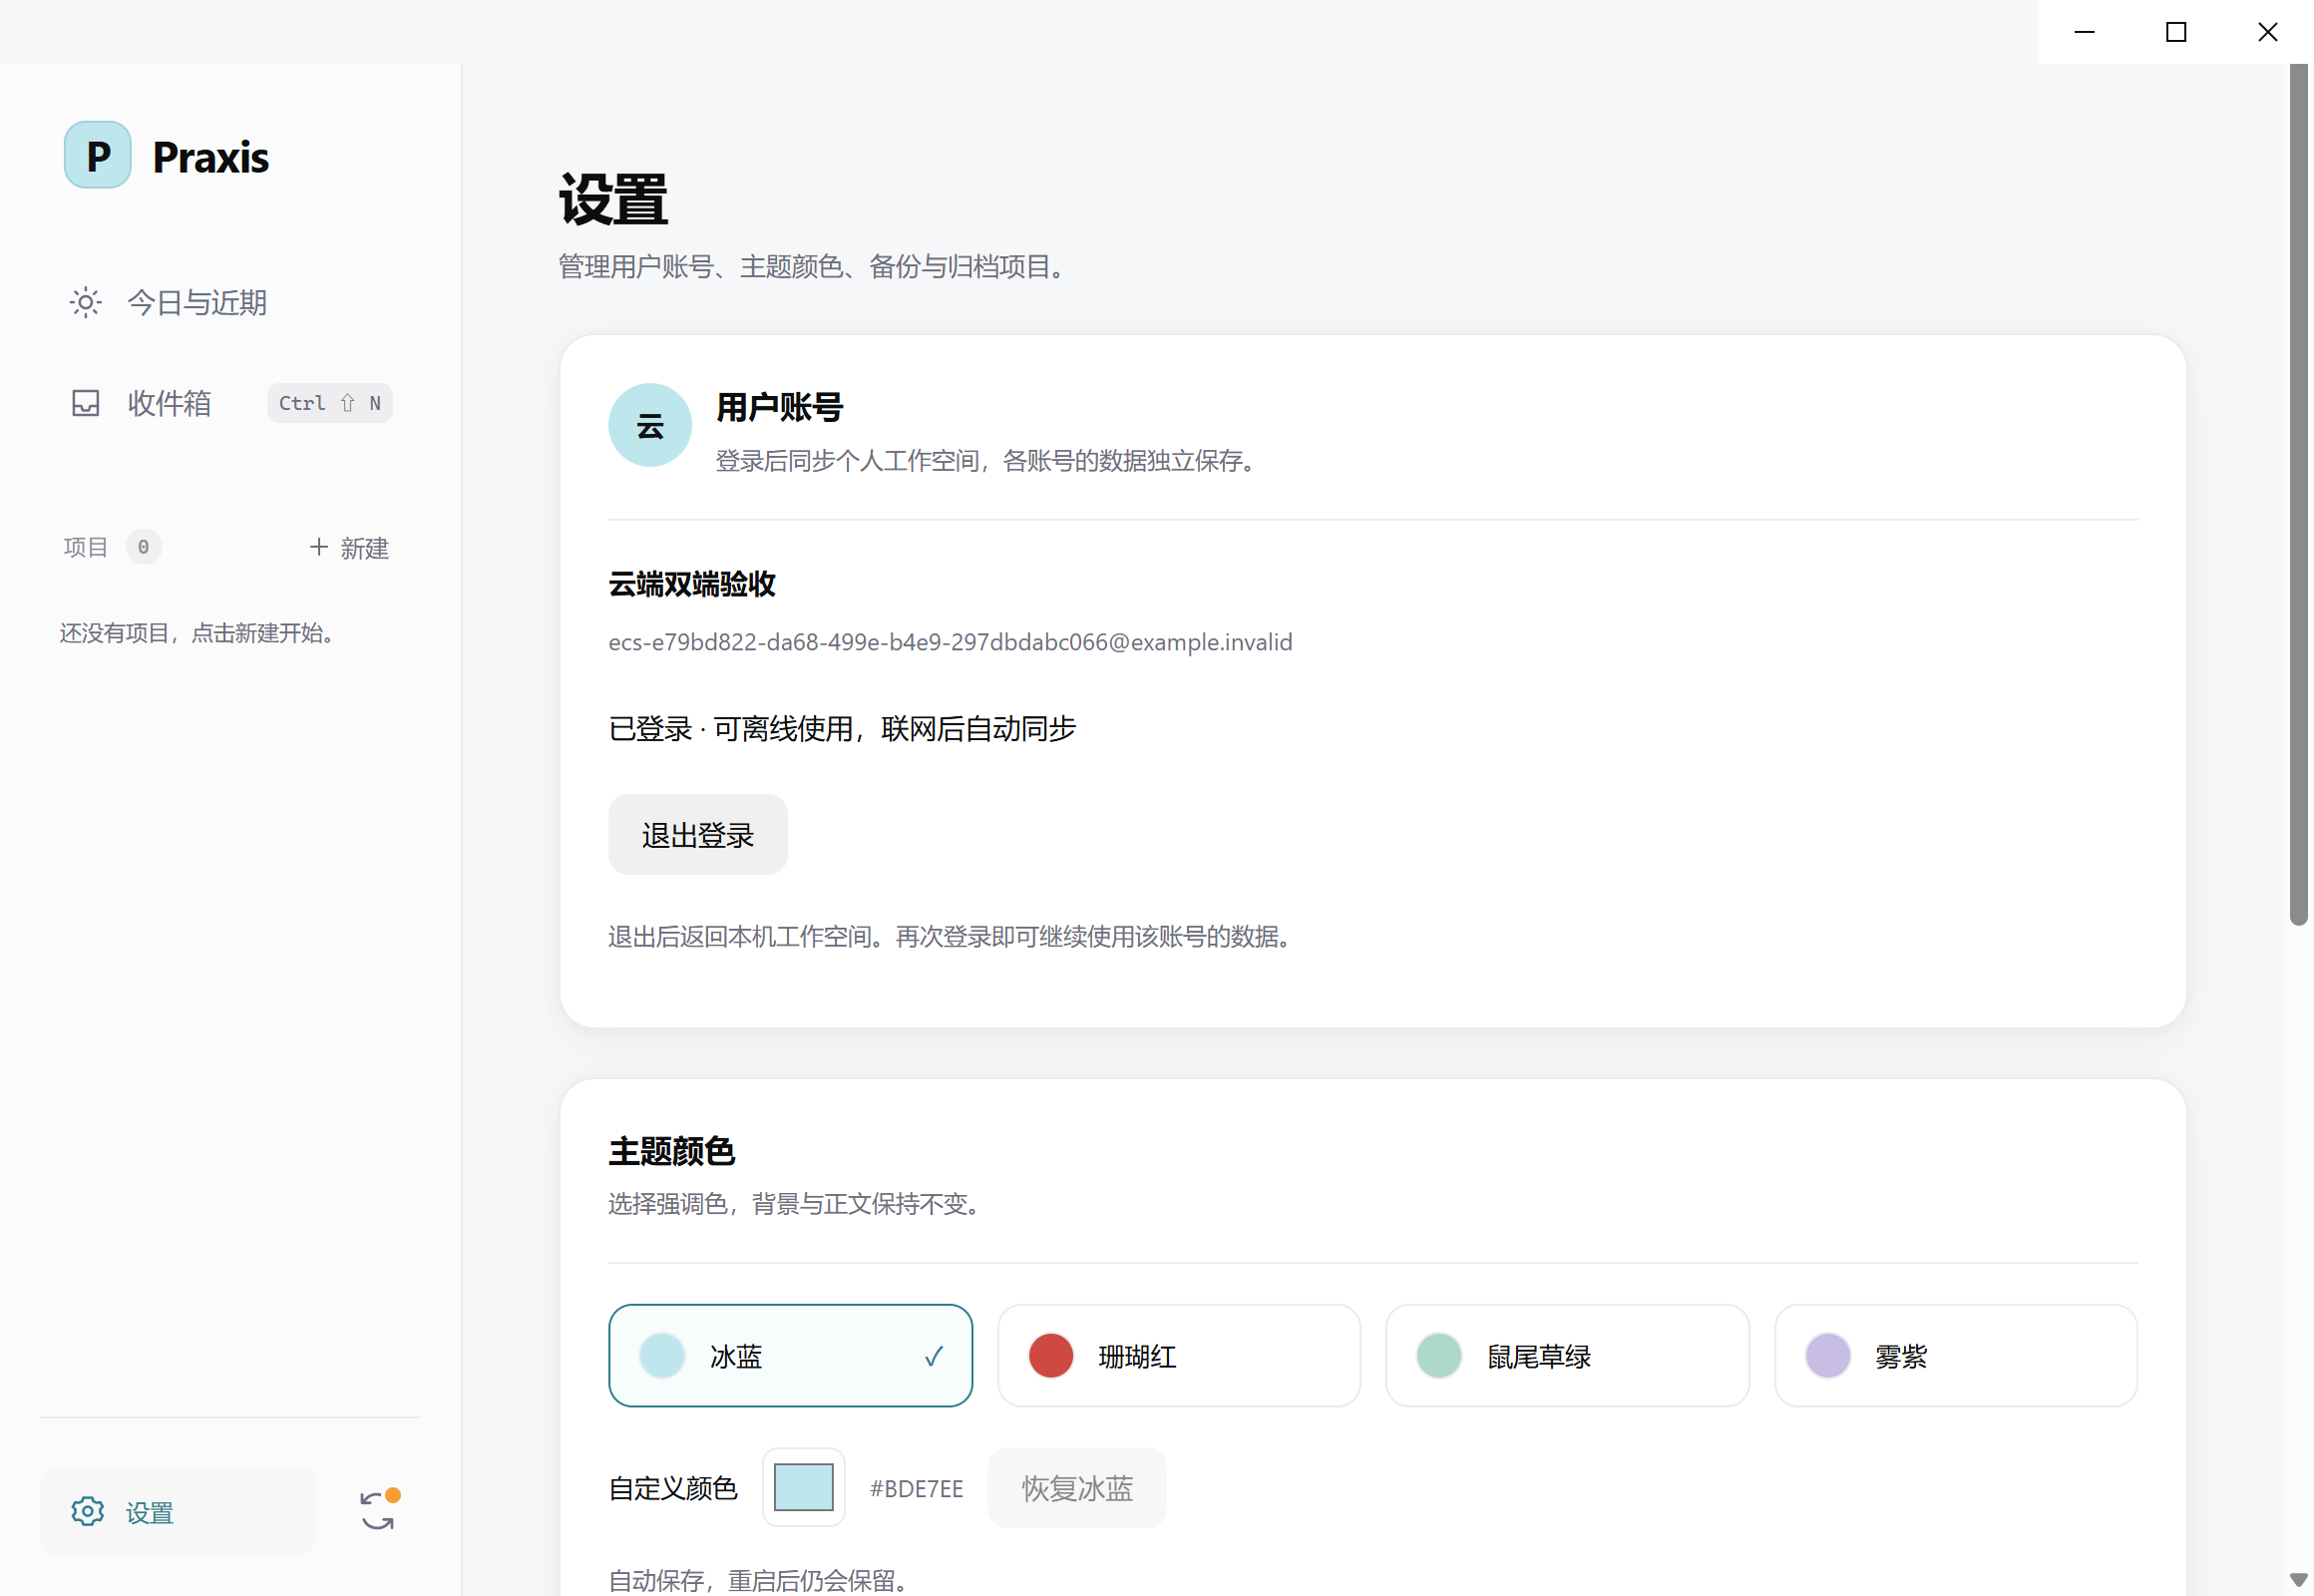 P Praxis
今日与近期
收件箱 Ctrl ⇧ N
项目 0 + 新建
还没有项目，点击新建开始。
设置
设置
管理用户账号、主题颜色、备份与归档项目。
云 用户账号
登录后同步个人工作空间，各账号的数据独立保存。
云端双端验收
ecs-e79bd822-da68-499e-b4e9-297dbdabc066@example.invalid
已登录 · 可离线使用，联网后自动同步
退出登录
退出后返回本机工作空间。再次登录即可继续使用该账号的数据。
主题颜色
选择强调色，背景与正文保持不变。
冰蓝 ✓ 珊瑚红 鼠尾草绿 雾紫
自定义颜色 #BDE7EE 恢复冰蓝
自动保存，重启后仍会保留。